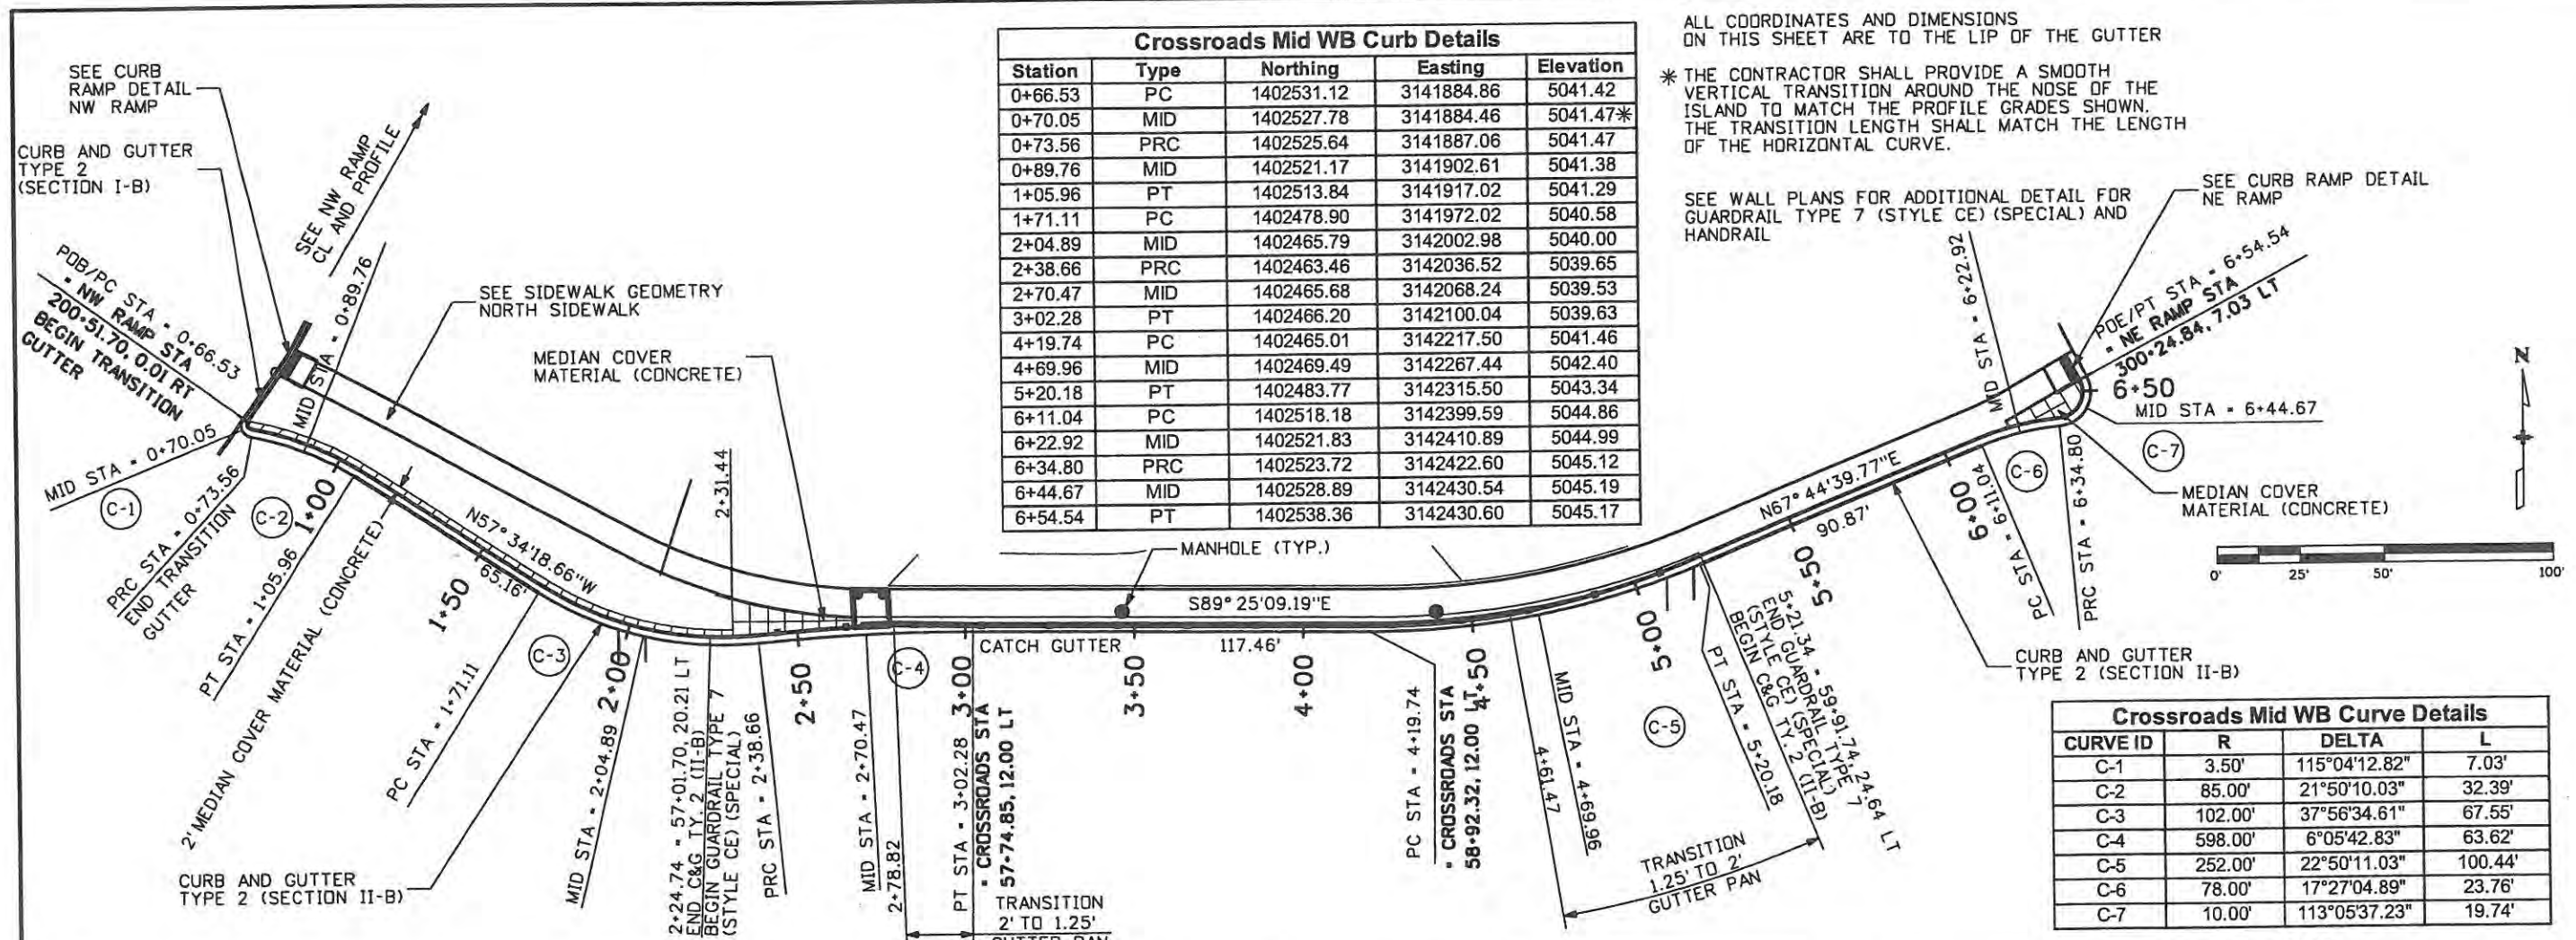 Crossroads Mid WB Curb Details
Station Type Northing Easting Elevation
0+66.53 PC 1402531.12 3141884.86 5041.42
0+70.05 MID 1402527.78 3141884.46 5041.47*
0+73.56 PRC 1402525.64 3141887.06 5041.47
0+89.76 MID 1402521.17 3141902.61 5041.38
1+05.96 PT 1402513.84 3141917.02 5041.29
1+71.11 PC 1402478.90 3141972.02 5040.58
2+04.89 MID 1402465.79 3142002.98 5040.00
2+38.66 PRC 1402463.46 3142036.52 5039.65
2+70.47 MID 1402465.68 3142068.24 5039.53
3+02.28 PT 1402466.20 3142100.04 5039.63
4+19.74 PC 1402465.01 3142217.50 5041.46
4+69.96 MID 1402469.49 3142267.44 5042.40
5+20.18 PT 1402483.77 3142315.50 5043.34
6+11.04 PC 1402518.18 3142399.59 5044.86
6+22.92 MID 1402521.83 3142410.89 5044.99
6+34.80 PRC 1402523.72 3142422.60 5045.12
6+44.67 MID 1402528.89 3142430.54 5045.19
6+54.54 PT 1402538.36 3142430.60 5045.17
ALL COORDINATES AND DIMENSIONS
ON THIS SHEET ARE TO THE LIP OF THE GUTTER
* THE CONTRACTOR SHALL PROVIDE A SMOOTH
VERTICAL TRANSITION AROUND THE NOSE OF THE
ISLAND TO MATCH THE PROFILE GRADES SHOWN.
THE TRANSITION LENGTH SHALL MATCH THE LENGTH
OF THE HORIZONTAL CURVE.
SEE WALL PLANS FOR ADDITIONAL DETAIL FOR
GUARDRAIL TYPE 7 (STYLE CE) (SPECIAL) AND
HANDRAIL
SEE CURB RAMP DETAIL
NE RAMP
SEE CURB
RAMP DETAIL
NW RAMP
CURB AND GUTTER
TYPE 2
(SECTION I-B)
SEE NW RAMP
CL AND PROFILE
POB/PC STA = 0+66.53
= NW RAMP STA
200+51.70, 0.01 RT
BEGIN TRANSITION
GUTTER
MID STA = 0+89.76
SEE SIDEWALK GEOMETRY
NORTH SIDEWALK
MEDIAN COVER
MATERIAL (CONCRETE)
MID STA = 0+70.05
C-1
PRC STA = 0+73.56
END TRANSITION
GUTTER
C-2
1+00
PT STA = 1+05.96
2' MEDIAN COVER MATERIAL (CONCRETE)
N57°34'18.66"W
65.16'
1+50
PC STA = 1+71.11
C-3
CURB AND GUTTER
TYPE 2 (SECTION II-B)
2+00
MID STA = 2+04.89
2+31.44
2+24.74 = 57+01.70, 20.21 LT
END C&G TY. 2 (II-B)
BEGIN GUARDRAIL TYPE 7
(STYLE CE) (SPECIAL)
PRC STA = 2+38.66
2+50
MID STA = 2+70.47
2+78.82
C-4
PT STA = 3+02.28
= CROSSROADS STA
57+74.85, 12.00 LT
3+00
TRANSITION
2' TO 1.25'
GUTTER PAN
MANHOLE (TYP.)
S89°25'09.19"E
CATCH GUTTER
117.46'
3+50
4+00
PC STA = 4+19.74
= CROSSROADS STA
58+92.32, 12.00 LT
4+50
4+61.47
MID STA = 4+69.96
5+00
C-5
PT STA = 5+20.18
5+21.34 = 59+91.74, 24.64 LT
END GUARDRAIL TYPE 7
(STYLE CE) (SPECIAL)
BEGIN C&G TY. 2 (II-B)
TRANSITION
1.25' TO 2'
GUTTER PAN
N67°44'39.77"E
90.87'
5+50
CURB AND GUTTER
TYPE 2 (SECTION II-B)
6+00
PC STA = 6+11.04
C-6
MID STA = 6+22.92
PRC STA = 6+34.80
POE/PT STA = 6+54.54
= NE RAMP STA
300+24.84, 7.03 LT
6+50
MID STA = 6+44.67
C-7
MEDIAN COVER
MATERIAL (CONCRETE)
N
0' 25' 50' 100'
Crossroads Mid WB Curve Details
CURVE ID R DELTA L
C-1 3.50' 115°04'12.82" 7.03'
C-2 85.00' 21°50'10.03" 32.39'
C-3 102.00' 37°56'34.61" 67.55'
C-4 598.00' 6°05'42.83" 63.62'
C-5 252.00' 22°50'11.03" 100.44'
C-6 78.00' 17°27'04.89" 23.76'
C-7 10.00' 113°05'37.23" 19.74'